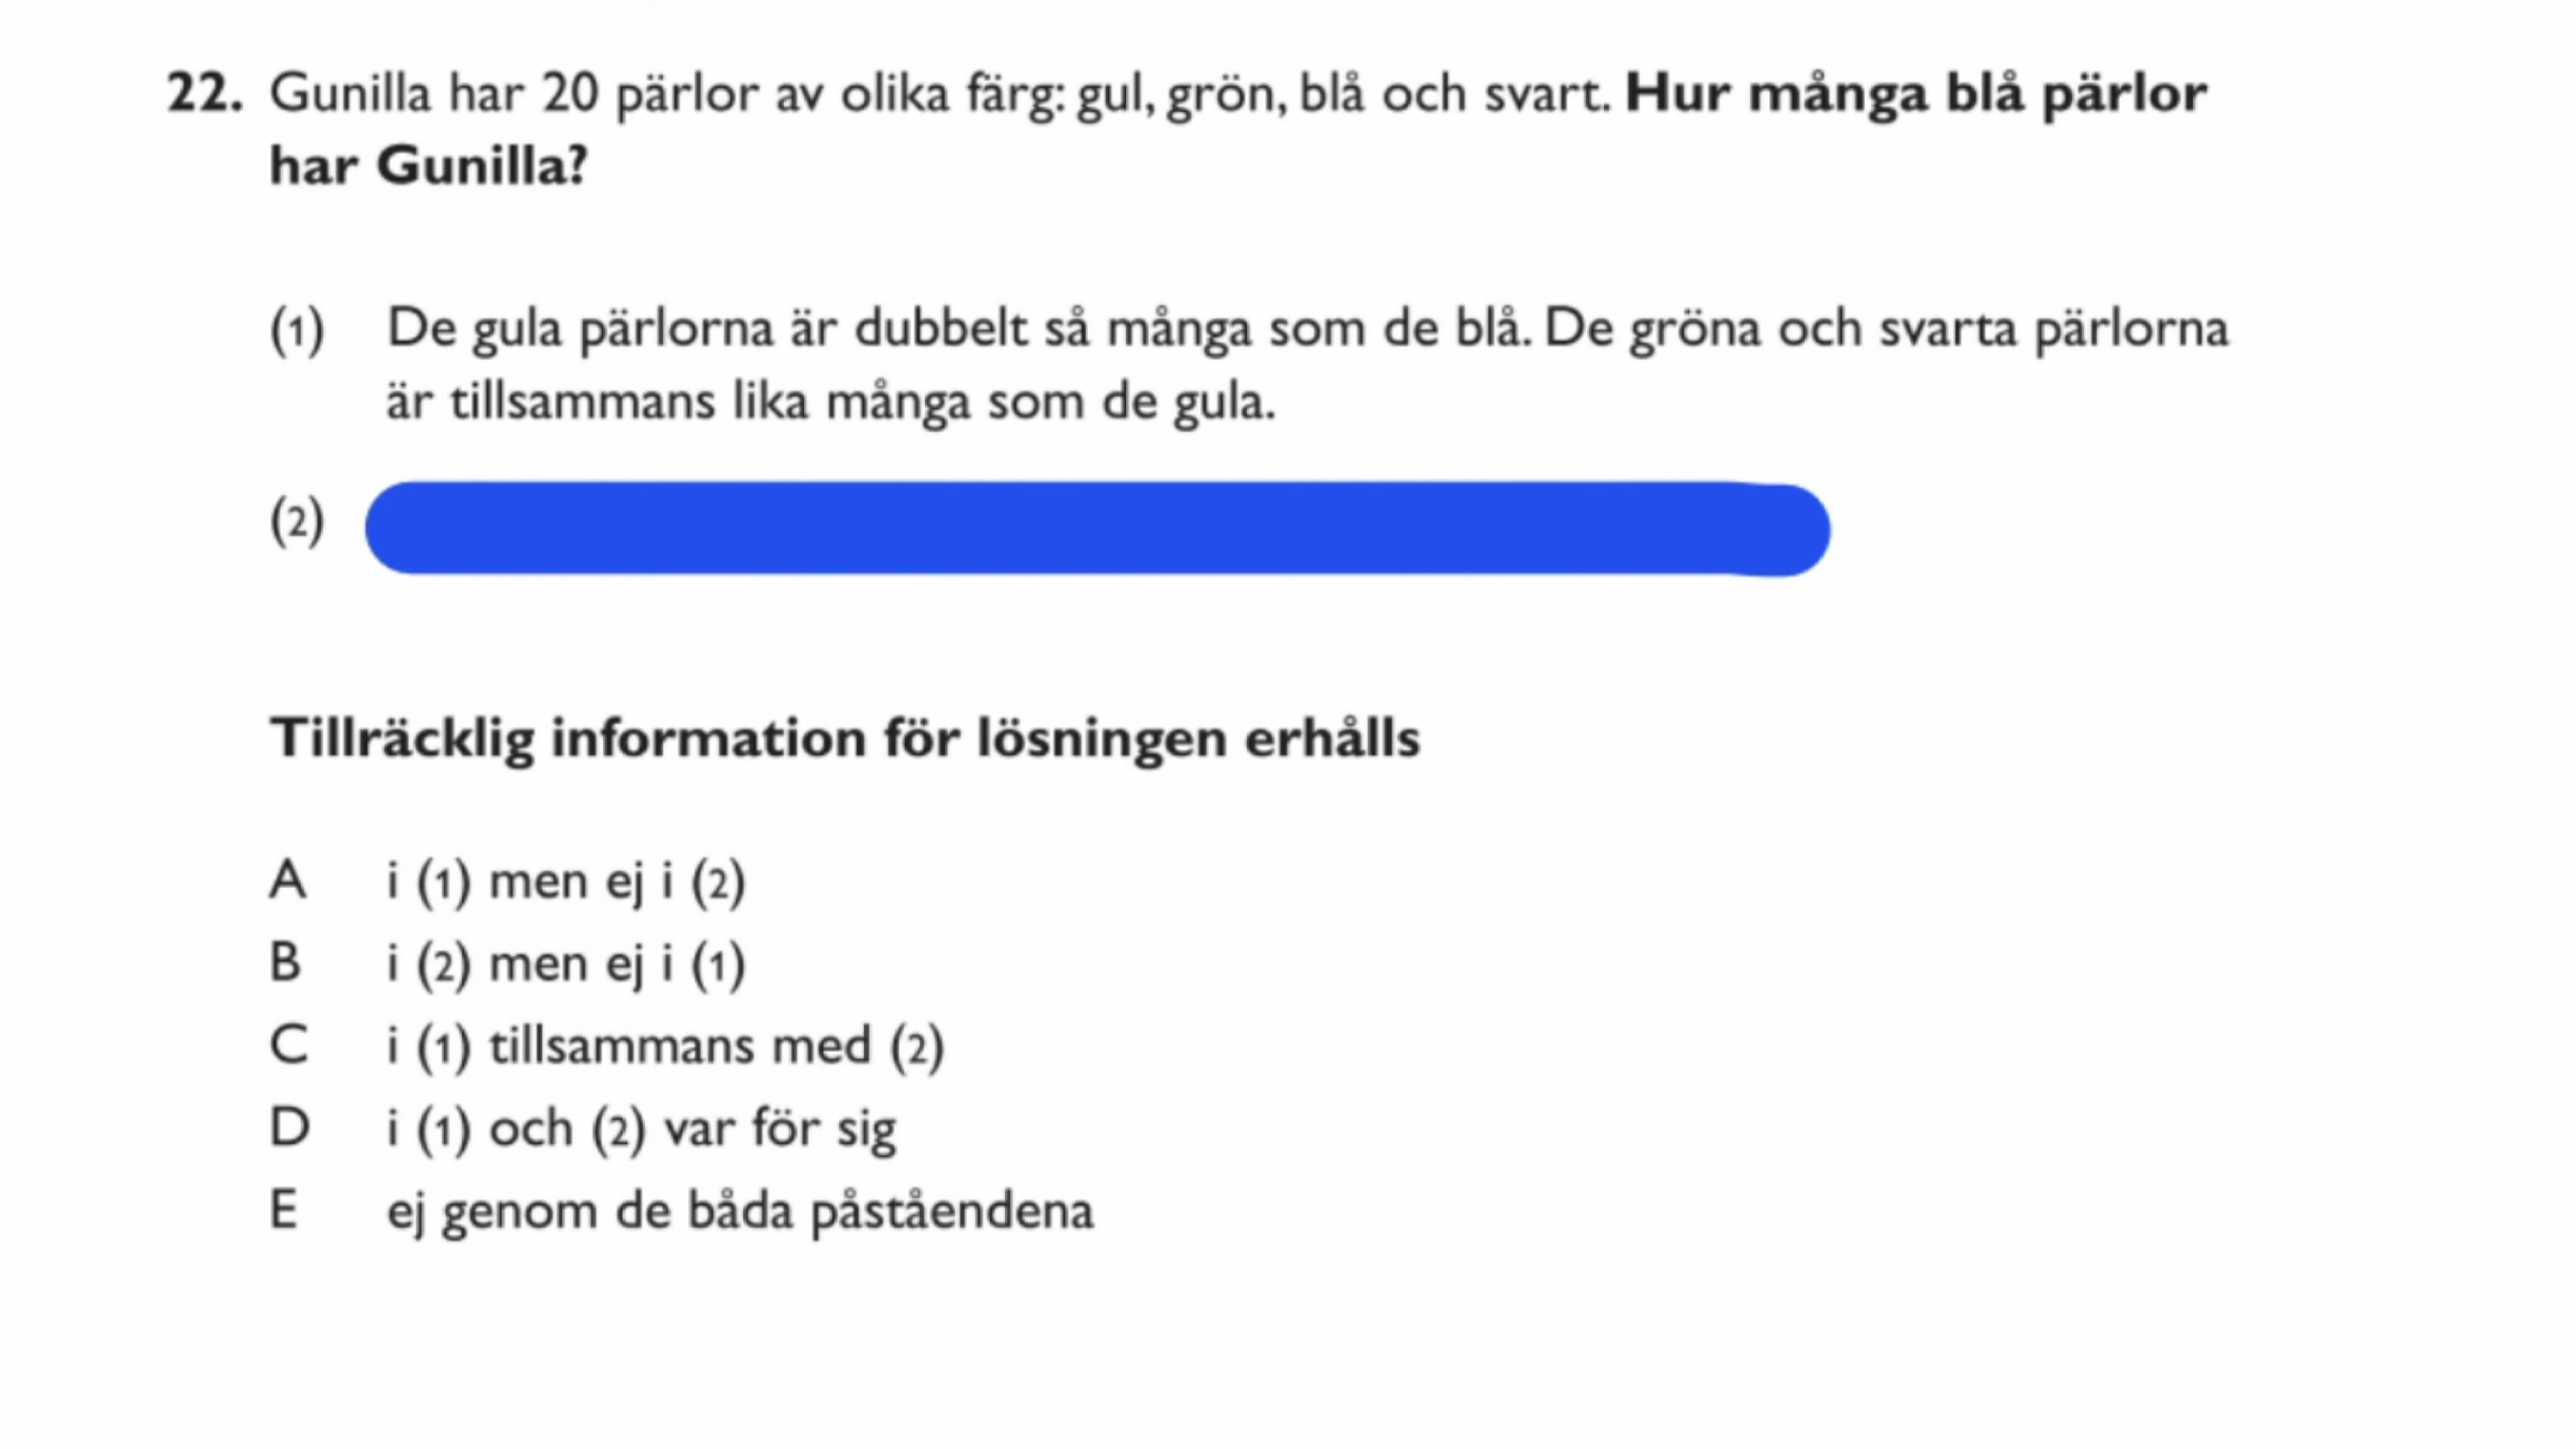 22. Gunilla har 20 pärlor av olika färg: gul, grön, blå och svart. Hur många blå pärlor
har Gunilla?
(1) De gula pärlorna är dubbelt så många som de blå. De gröna och svarta pärlorna
är tillsammans lika många som de gula.
(2)
Tillräcklig information för lösningen erhålls
A i (1) men ej i (2)
B i (2) men ej i (1)
C i (1) tillsammans med (2)
D i (1) och (2) var för sig
E ej genom de båda påståendena